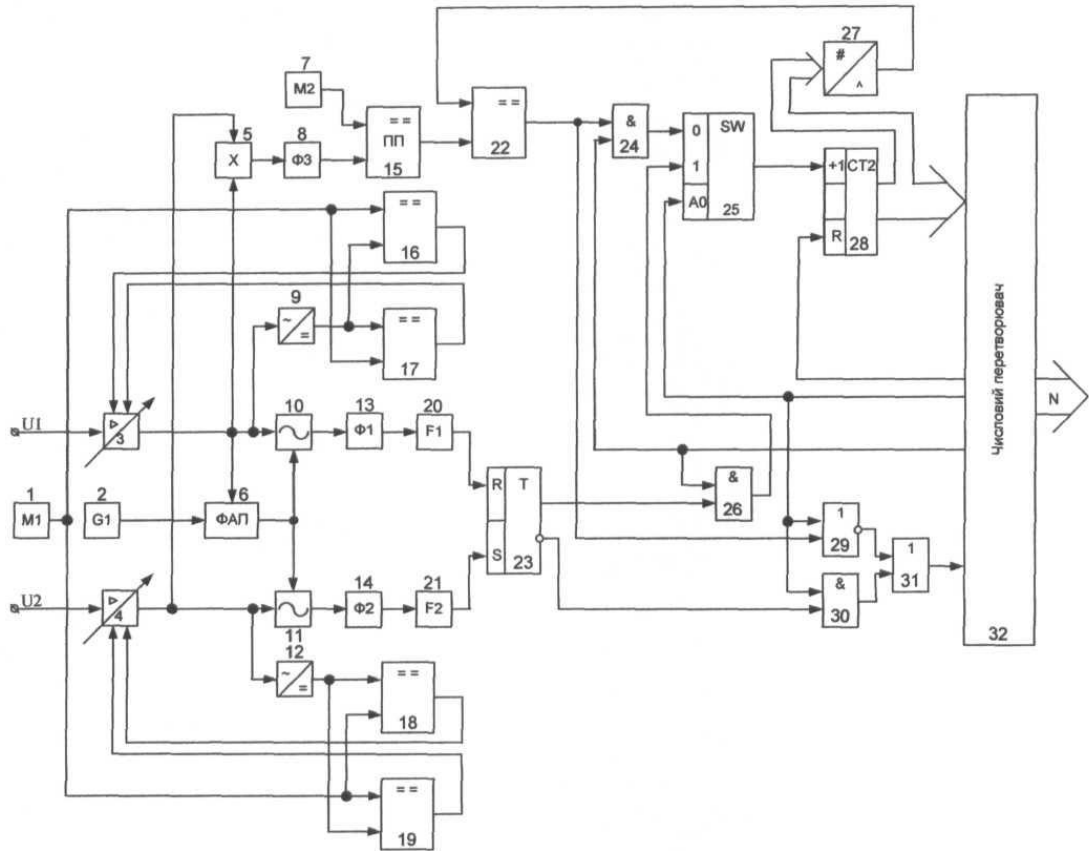 27
#
^
7
M2
= =
22
&
24
0
SW
1
A0
25
5
X
8
Ф3
= =
ПП
15
+1
CT2
R
28
= =
16
9
~
=
= =
17
U1
3
10
13
Ф1
20
F1
1
M1
2
G1
6
ФАП
R
T
S
23
&
26
1
29
1
31
&
30
U2
4
11
14
Ф2
21
F2
12
~
=
= =
18
= =
19
Числовий перетворювач
N
32